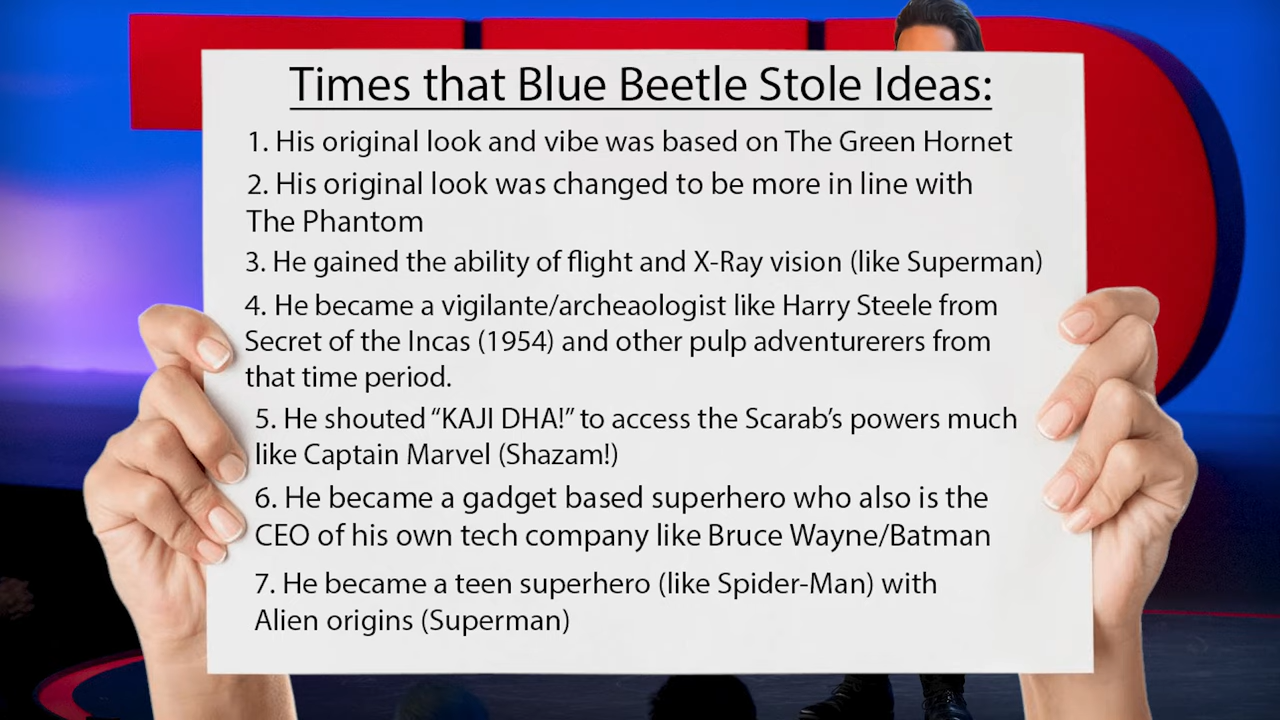 Times that Blue Beetle Stole Ideas:
1. His original look and vibe was based on The Green Hornet
2. His original look was changed to be more in line with
The Phantom
3. He gained the ability of flight and X-Ray vision (like Superman)
4. He became a vigilante/archeaologist like Harry Steele from
Secret of the Incas (1954) and other pulp adventurerers from
that time period.
5. He shouted “KAJI DHA!” to access the Scarab’s powers much
like Captain Marvel (Shazam!)
6. He became a gadget based superhero who also is the
CEO of his own tech company like Bruce Wayne/Batman
7. He became a teen superhero (like Spider-Man) with
Alien origins (Superman)